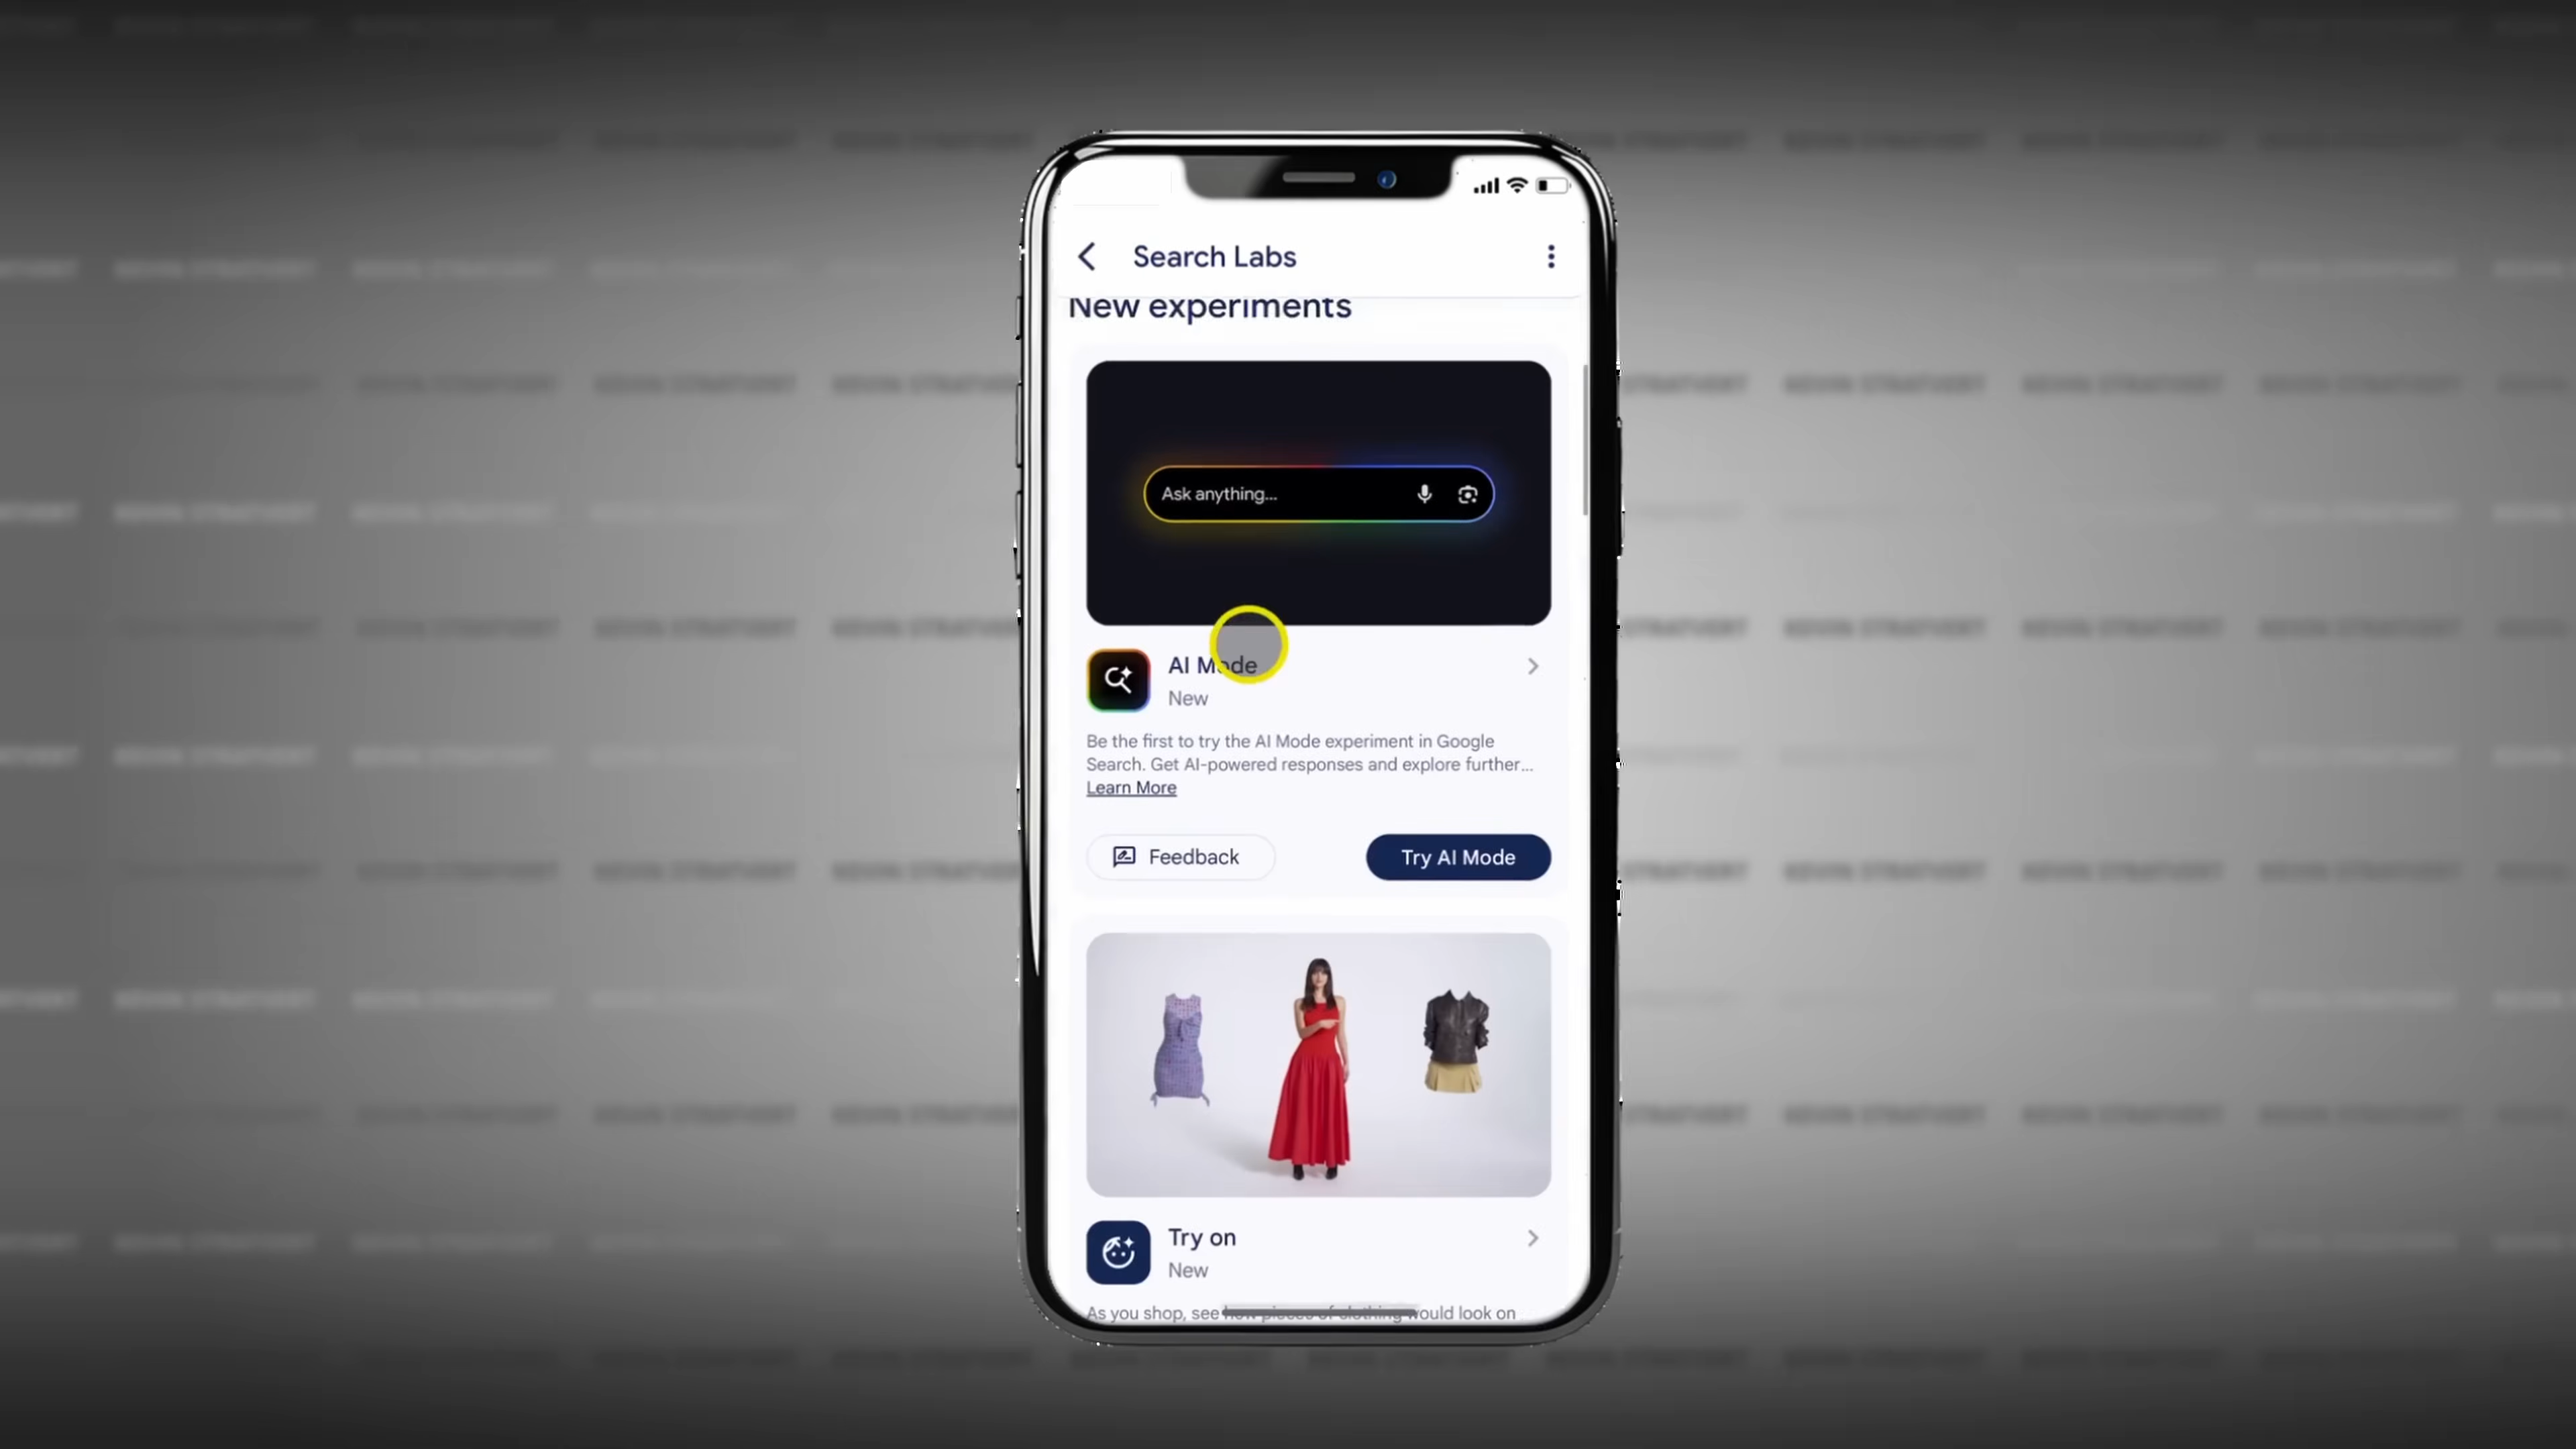 Search Labs
New experiments
Ask anything...
AI Mode
New
Be the first to try the AI Mode experiment in Google
Search. Get AI-powered responses and explore further...
Learn More
Feedback
Try AI Mode
Try on
New
As you shop, see how pieces of clothing would look on
KEVIN STRATVERT